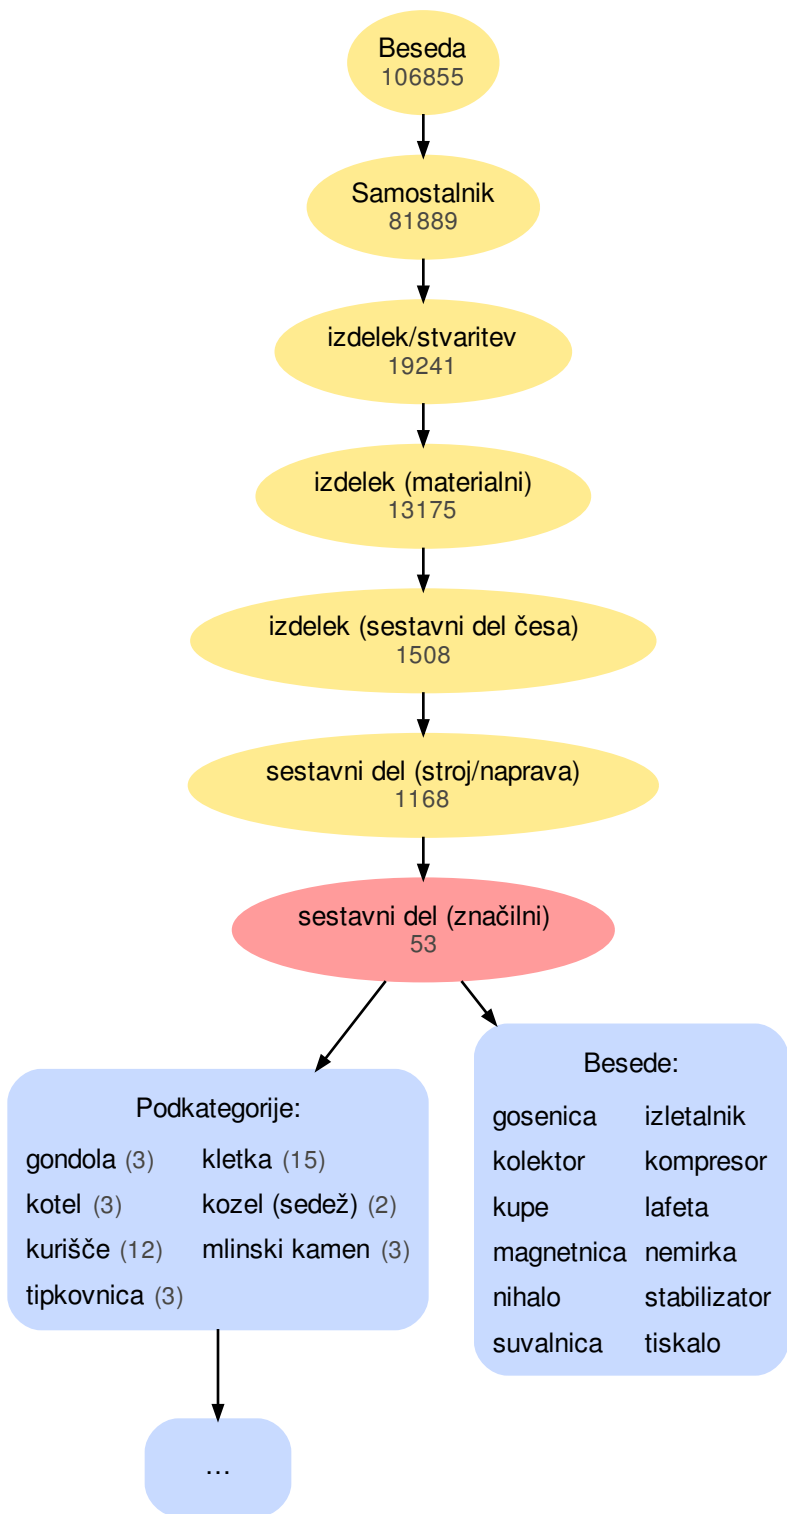 Beseda
106855
Samostalnik
81889
izdelek/stvaritev
19241
izdelek (materialni)
13175
izdelek (sestavni del česa)
1508
sestavni del (stroj/naprava)
1168
sestavni del (značilni)
53
Podkategorije:
gondola (3) kletka (15)
kotel (3) kozel (sedež) (2)
kurišče (12) mlinski kamen (3)
tipkovnica (3)
...
Besede:
gosenica izletalnik
kolektor kompresor
kupe lafeta
magnetnica nemirka
nihalo stabilizator
suvalnica tiskalo